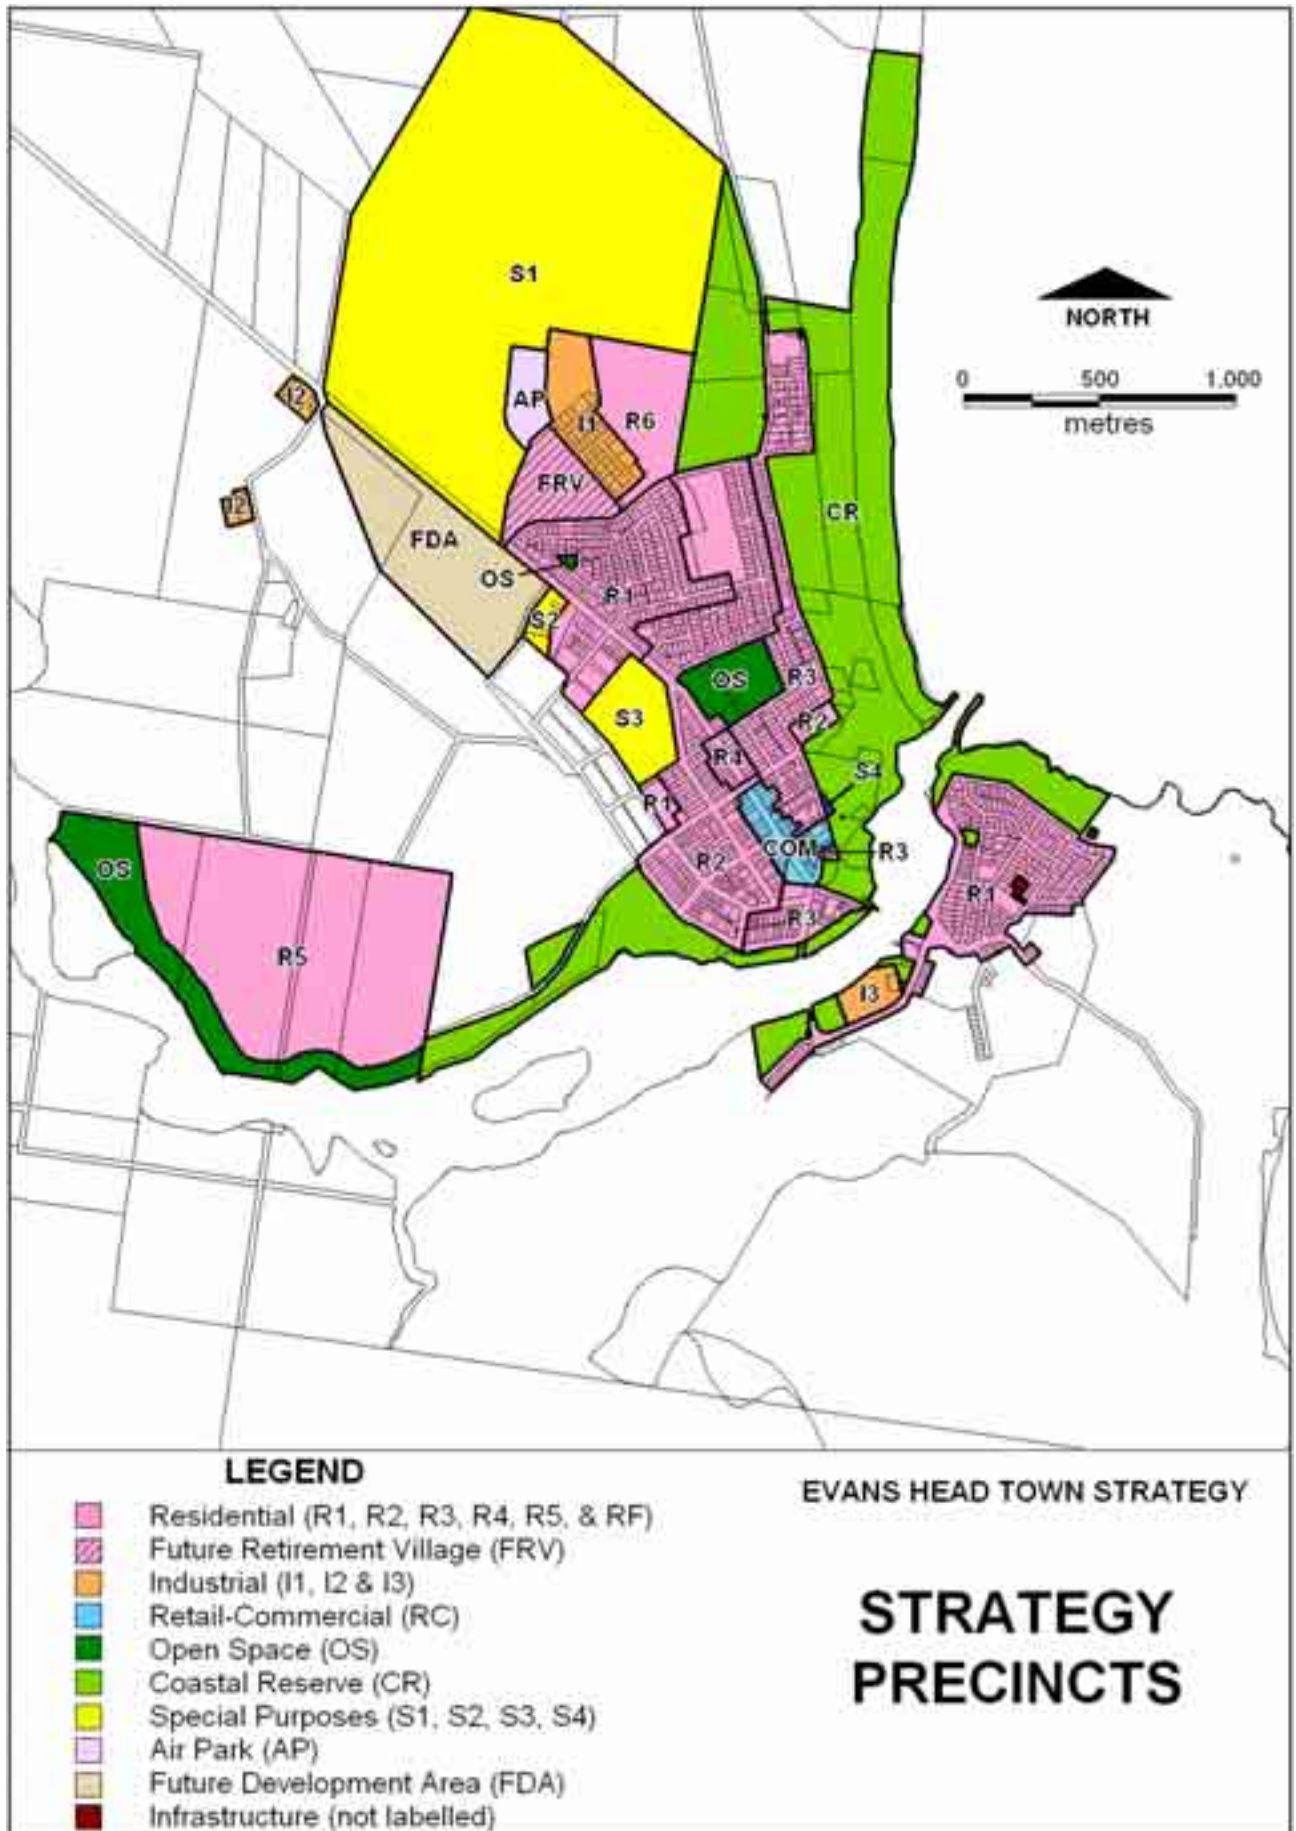 S1
NORTH
0 500 1.000
metres
I2
AP
I1
R6
I2
FRV
CR
FDA
OS
R1
S2
OS
R3
S3
R2
R4
S4
R1
COM
R3
R2
OS
R1
R3
R5
I3
LEGEND
Residential (R1, R2, R3, R4, R5, & RF)
Future Retirement Village (FRV)
Industrial (I1, I2 & I3)
Retail-Commercial (RC)
Open Space (OS)
Coastal Reserve (CR)
Special Purposes (S1, S2, S3, S4)
Air Park (AP)
Future Development Area (FDA)
Infrastructure (not labelled)
EVANS HEAD TOWN STRATEGY
STRATEGY
PRECINCTS